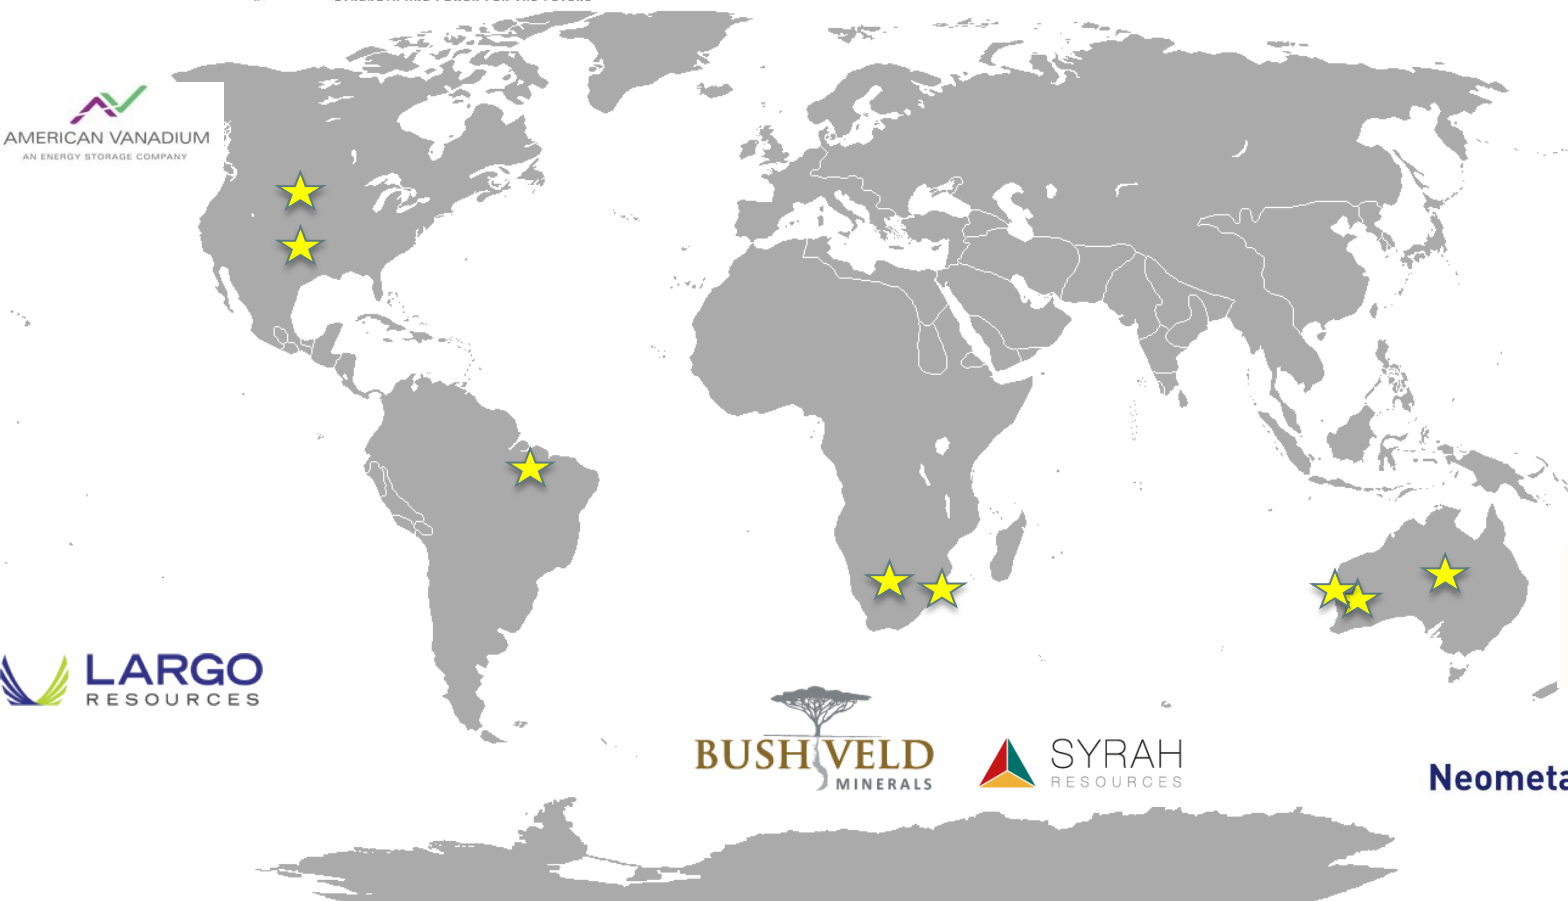 AMERICAN VANADIUM
AN ENERGY STORAGE COMPANY
LARGO
RESOURCES
BUSHVELD
MINERALS
SYRAH
RESOURCES
Neometa